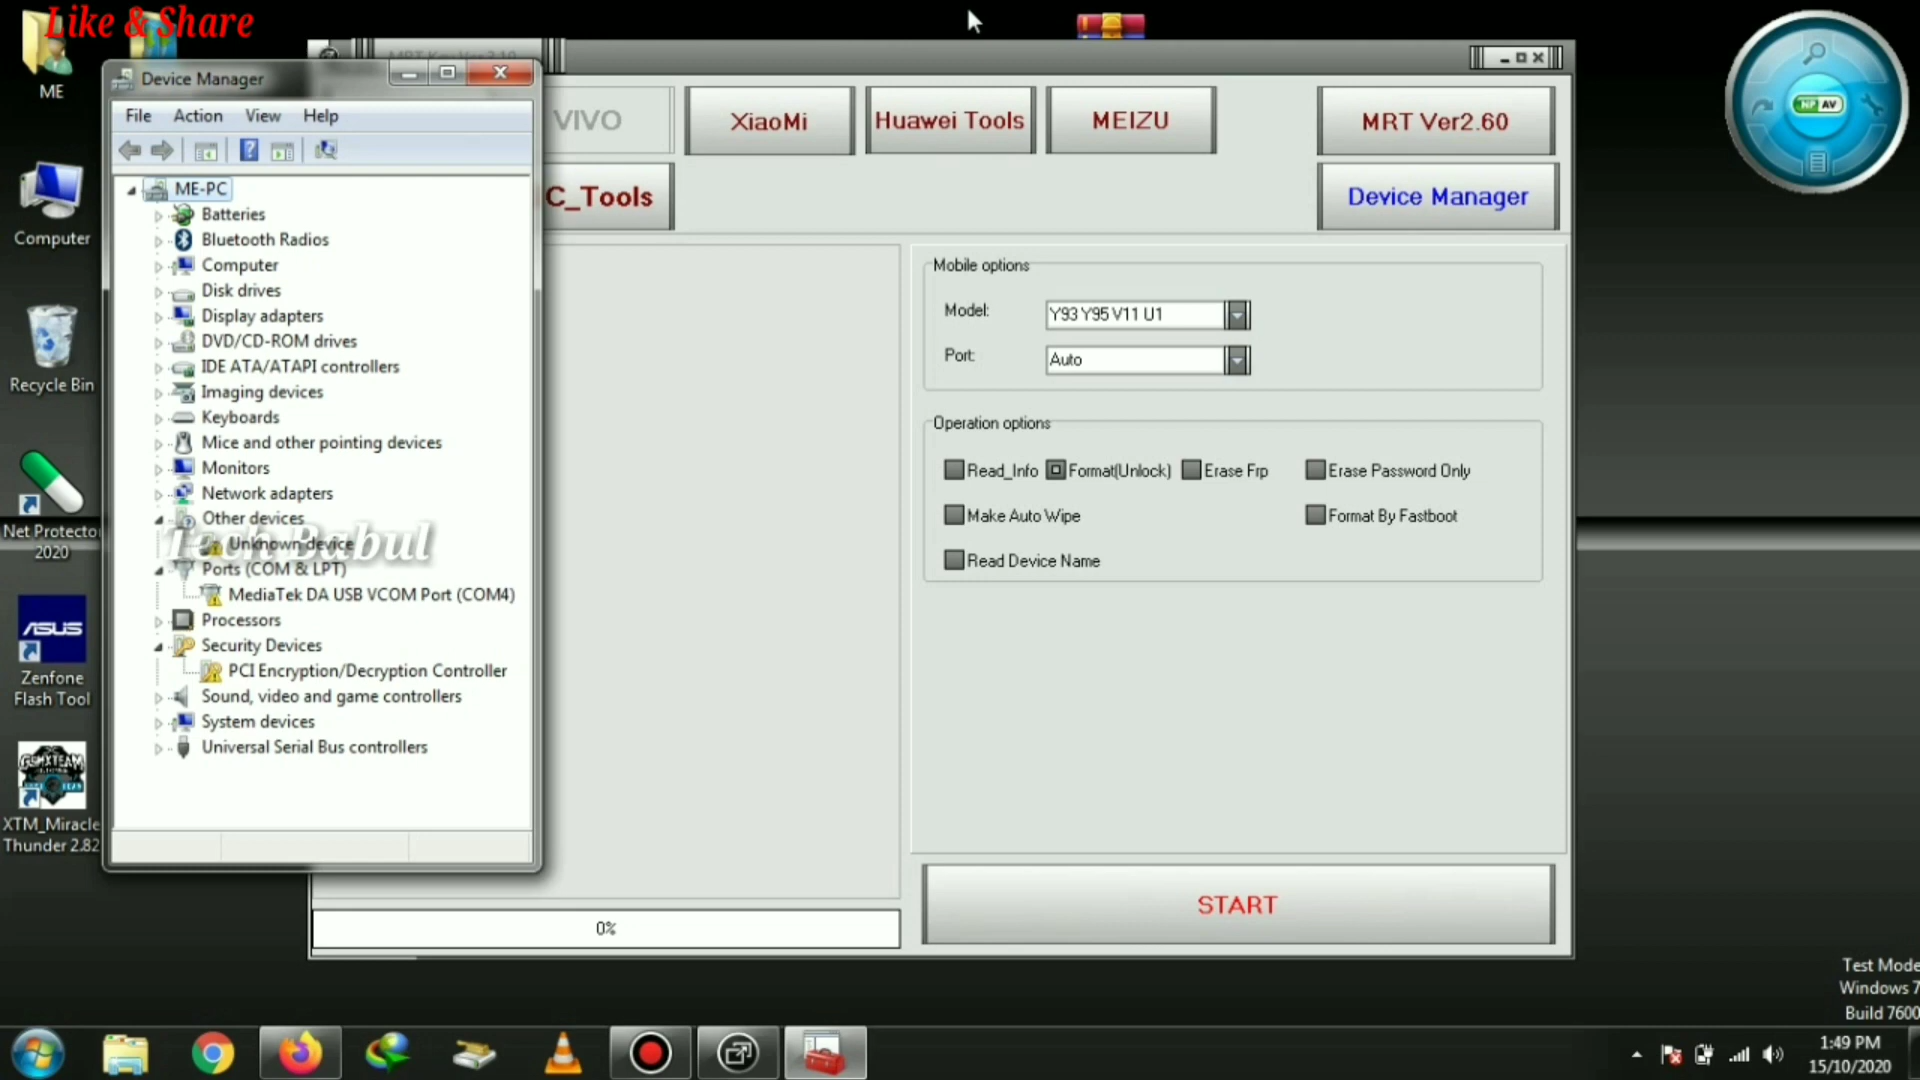 Like & Share
ME
Computer
Recycle Bin
Net Protector
2020
ASUS
Zenfone
Flash Tool
GSMXTEAM
XTM_Miracle
Thunder 2.82
Device Manager
File Action View Help
ME-PC
Batteries
Bluetooth Radios
Computer
Disk drives
Display adapters
DVD/CD-ROM drives
IDE ATA/ATAPI controllers
Imaging devices
Keyboards
Mice and other pointing devices
Monitors
Network adapters
Other devices
Unknown device
Tech Babul
Ports (COM & LPT)
MediaTek DA USB VCOM Port (COM4)
Processors
Security Devices
PCI Encryption/Decryption Controller
Sound, video and game controllers
System devices
Universal Serial Bus controllers
VIVO XiaoMi Huawei Tools MEIZU MRT Ver2.60
C_Tools Device Manager
Mobile options
Model: Y93 Y95 V11 U1
Port: Auto
Operation options
Read_Info Format(Unlock) Erase Frp Erase Password Only
Make Auto Wipe Format By Fastboot
Read Device Name
0%
START
NP AV
Test Mode
Windows 7
Build 7600
1:49 PM
15/10/2020